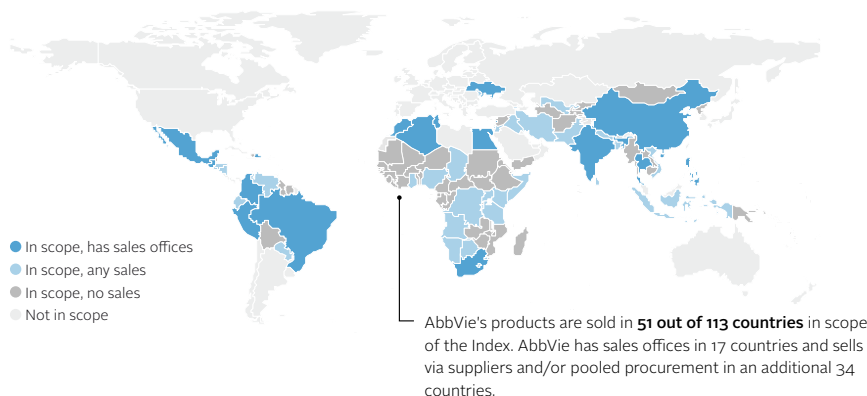 In scope, has sales offices
In scope, any sales
In scope, no sales
Not in scope
AbbVie's products are sold in 51 out of 113 countries in scope
of the Index. AbbVie has sales offices in 17 countries and sells
via suppliers and/or pooled procurement in an additional 34
countries.